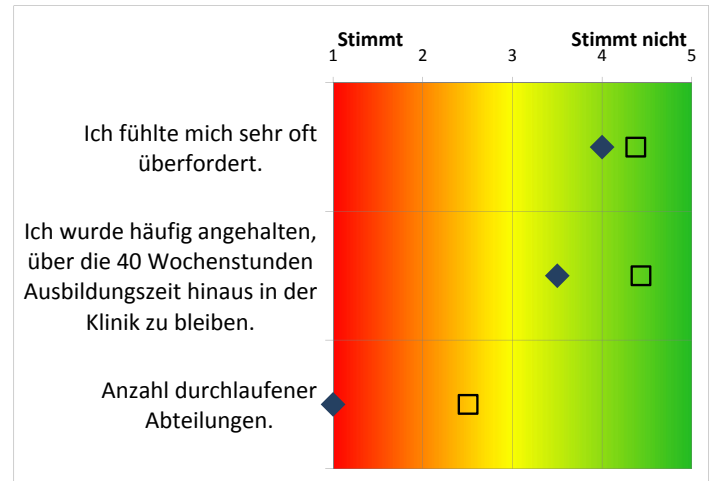 Stimmt Stimmt nicht
1 2 3 4 5
Ich fühlte mich sehr oft
überfordert.
Ich wurde häufig angehalten,
über die 40 Wochenstunden
Ausbildungszeit hinaus in der
Klinik zu bleiben.
Anzahl durchlaufener
Abteilungen.